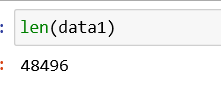 : len(data1)
: 48496